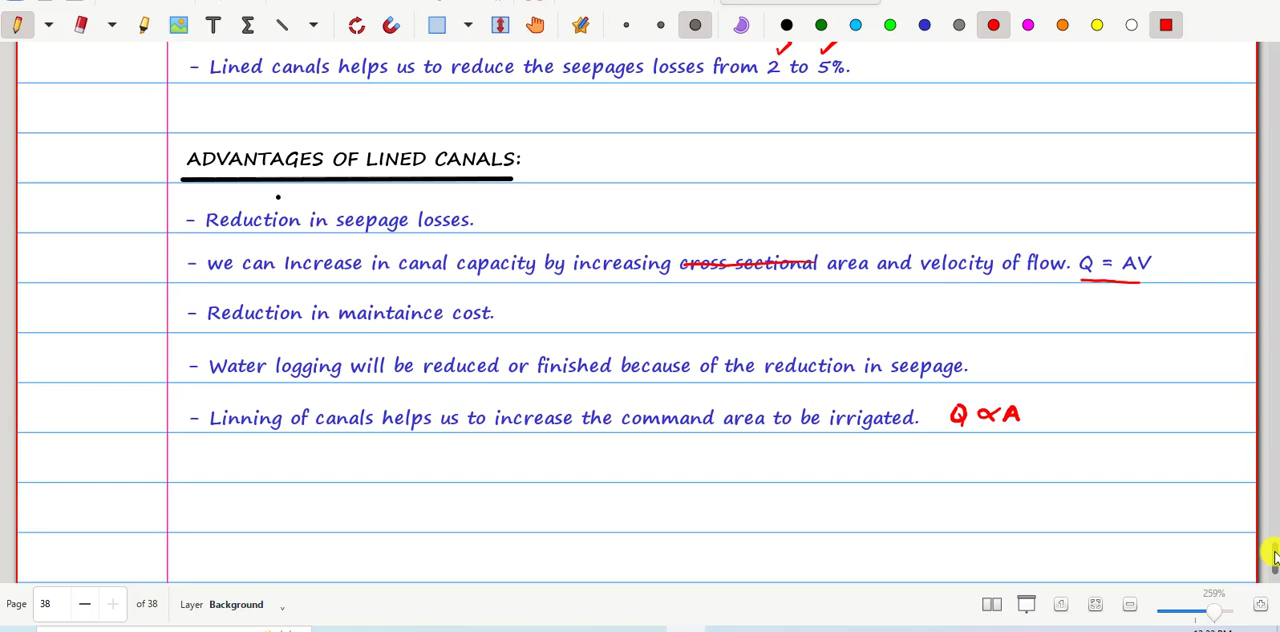 - Lined canals helps us to reduce the seepages losses from 2 to 5%.
ADVANTAGES OF LINED CANALS:
- Reduction in seepage losses.
- we can Increase in canal capacity by increasing cross sectional area and velocity of flow. Q = AV
- Reduction in maintaince cost.
- Water logging will be reduced or finished because of the reduction in seepage.
- Linning of canals helps us to increase the command area to be irrigated. Q ∝ A
Page 38 of 38 Layer Background 259%